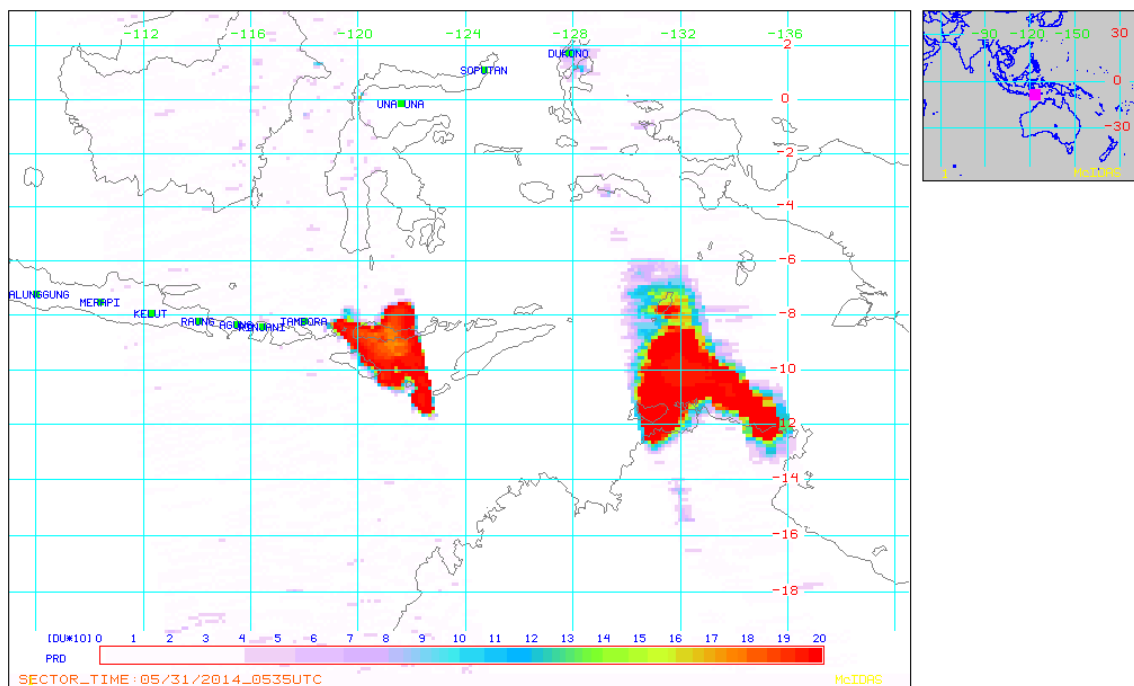 -112 -116 -120 -124 -128 -132 -136
2
DUKONO
SOPUTAN
0
UNA UNA
-2
-4
-6
ALUNGGUNG
MERAPI
-8
KELUT
RAUNG AGUNG RINJANI TAMBORA
-10
-12
-14
-16
-18
[DU*10] 0 1 2 3 4 5 6 7 8 9 10 11 12 13 14 15 16 17 18 19 20
PRD
SECTOR_TIME:05/31/2014_0535UTC McIDAS
-90 -120 -150 30
0
-30
1 McIDAS